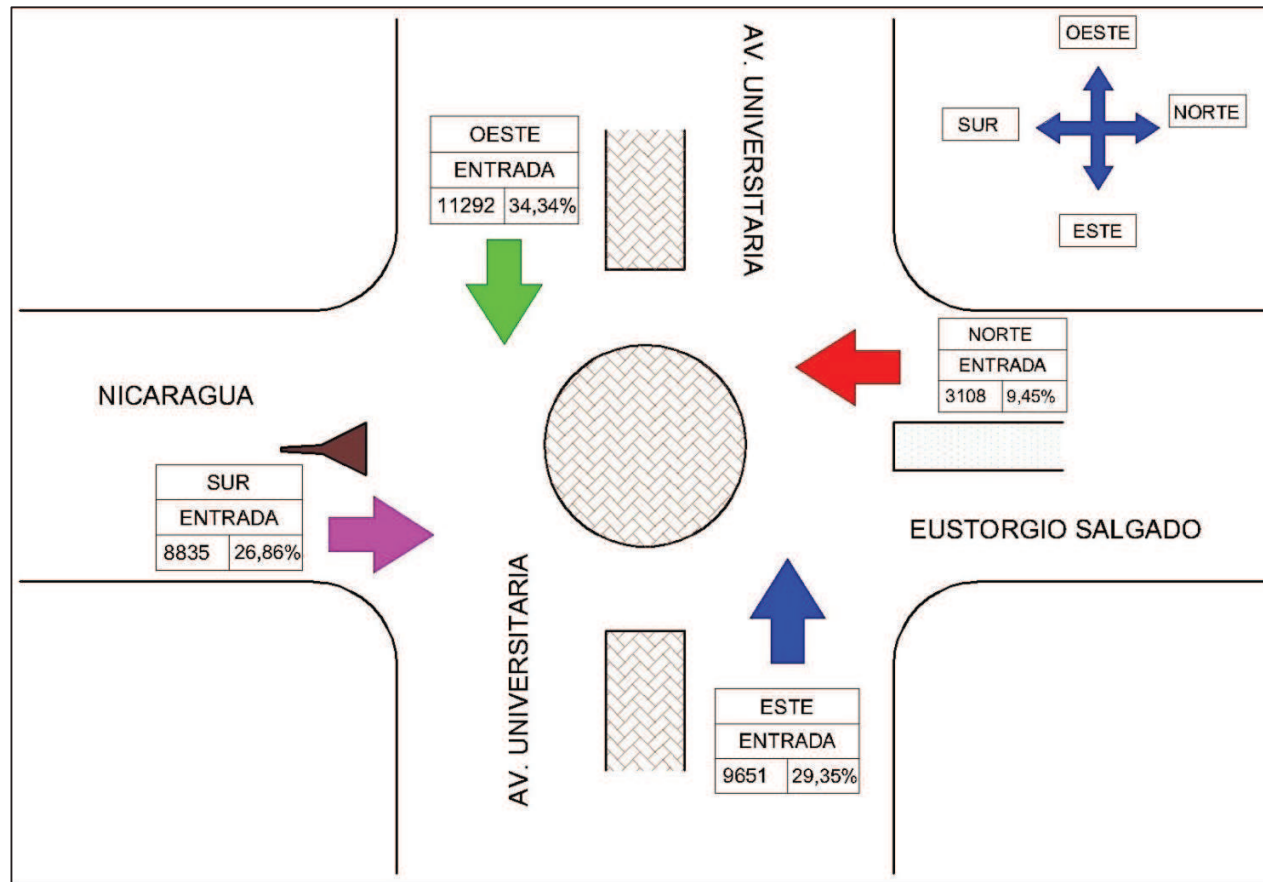 AV. UNIVERSITARIA
OESTE
SUR
NORTE
ESTE
OESTE
ENTRADA
11292 34,34%
NORTE
ENTRADA
3108 9,45%
NICARAGUA
SUR
ENTRADA
8835 26,86%
EUSTORGIO SALGADO
AV. UNIVERSITARIA
ESTE
ENTRADA
9651 29,35%